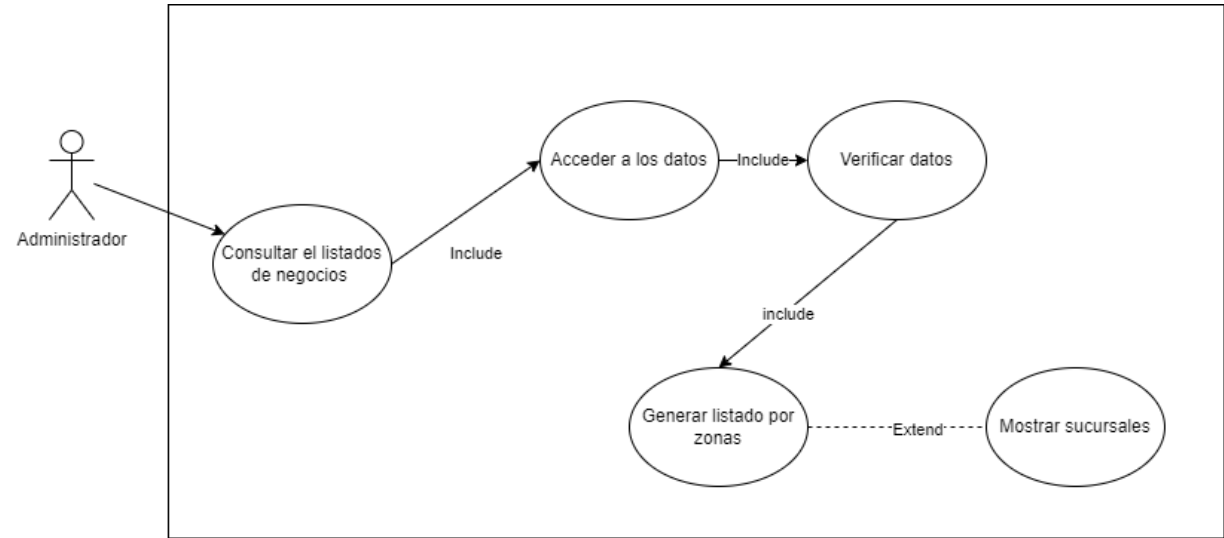 Acceder a los datos
Include
Verificar datos
Administrador
Consultar el listados
de negocios
Include
include
Generar listado por
zonas
Extend
Mostrar sucursales